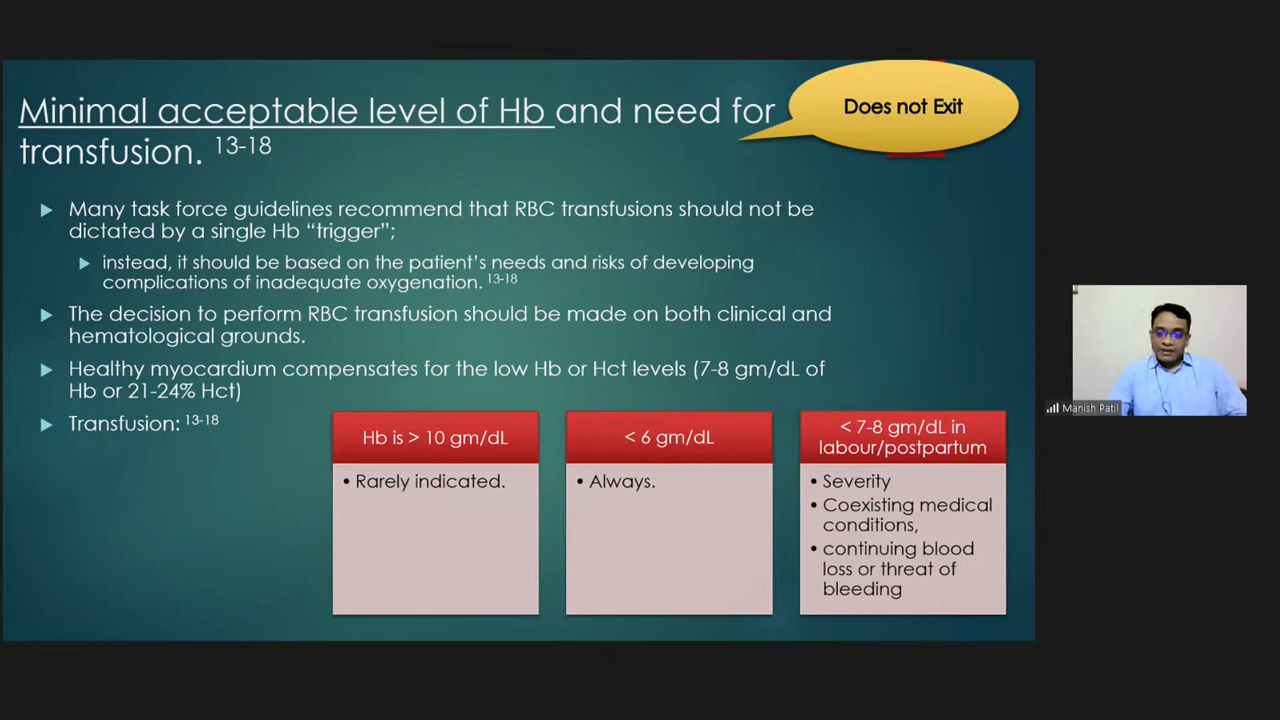 Minimal acceptable level of Hb and need for
transfusion. 13-18
Does not Exit
► Many task force guidelines recommend that RBC transfusions should not be
dictated by a single Hb “trigger”;
► instead, it should be based on the patient’s needs and risks of developing
complications of inadequate oxygenation. 13-18
► The decision to perform RBC transfusion should be made on both clinical and
hematological grounds.
► Healthy myocardium compensates for the low Hb or Hct levels (7-8 gm/dL of
Hb or 21-24% Hct)
► Transfusion: 13-18
Hb is > 10 gm/dL
• Rarely indicated.
< 6 gm/dL
• Always.
< 7-8 gm/dL in
labour/postpartum
• Severity
• Coexisting medical
conditions,
• continuing blood
loss or threat of
bleeding
Manish Patil